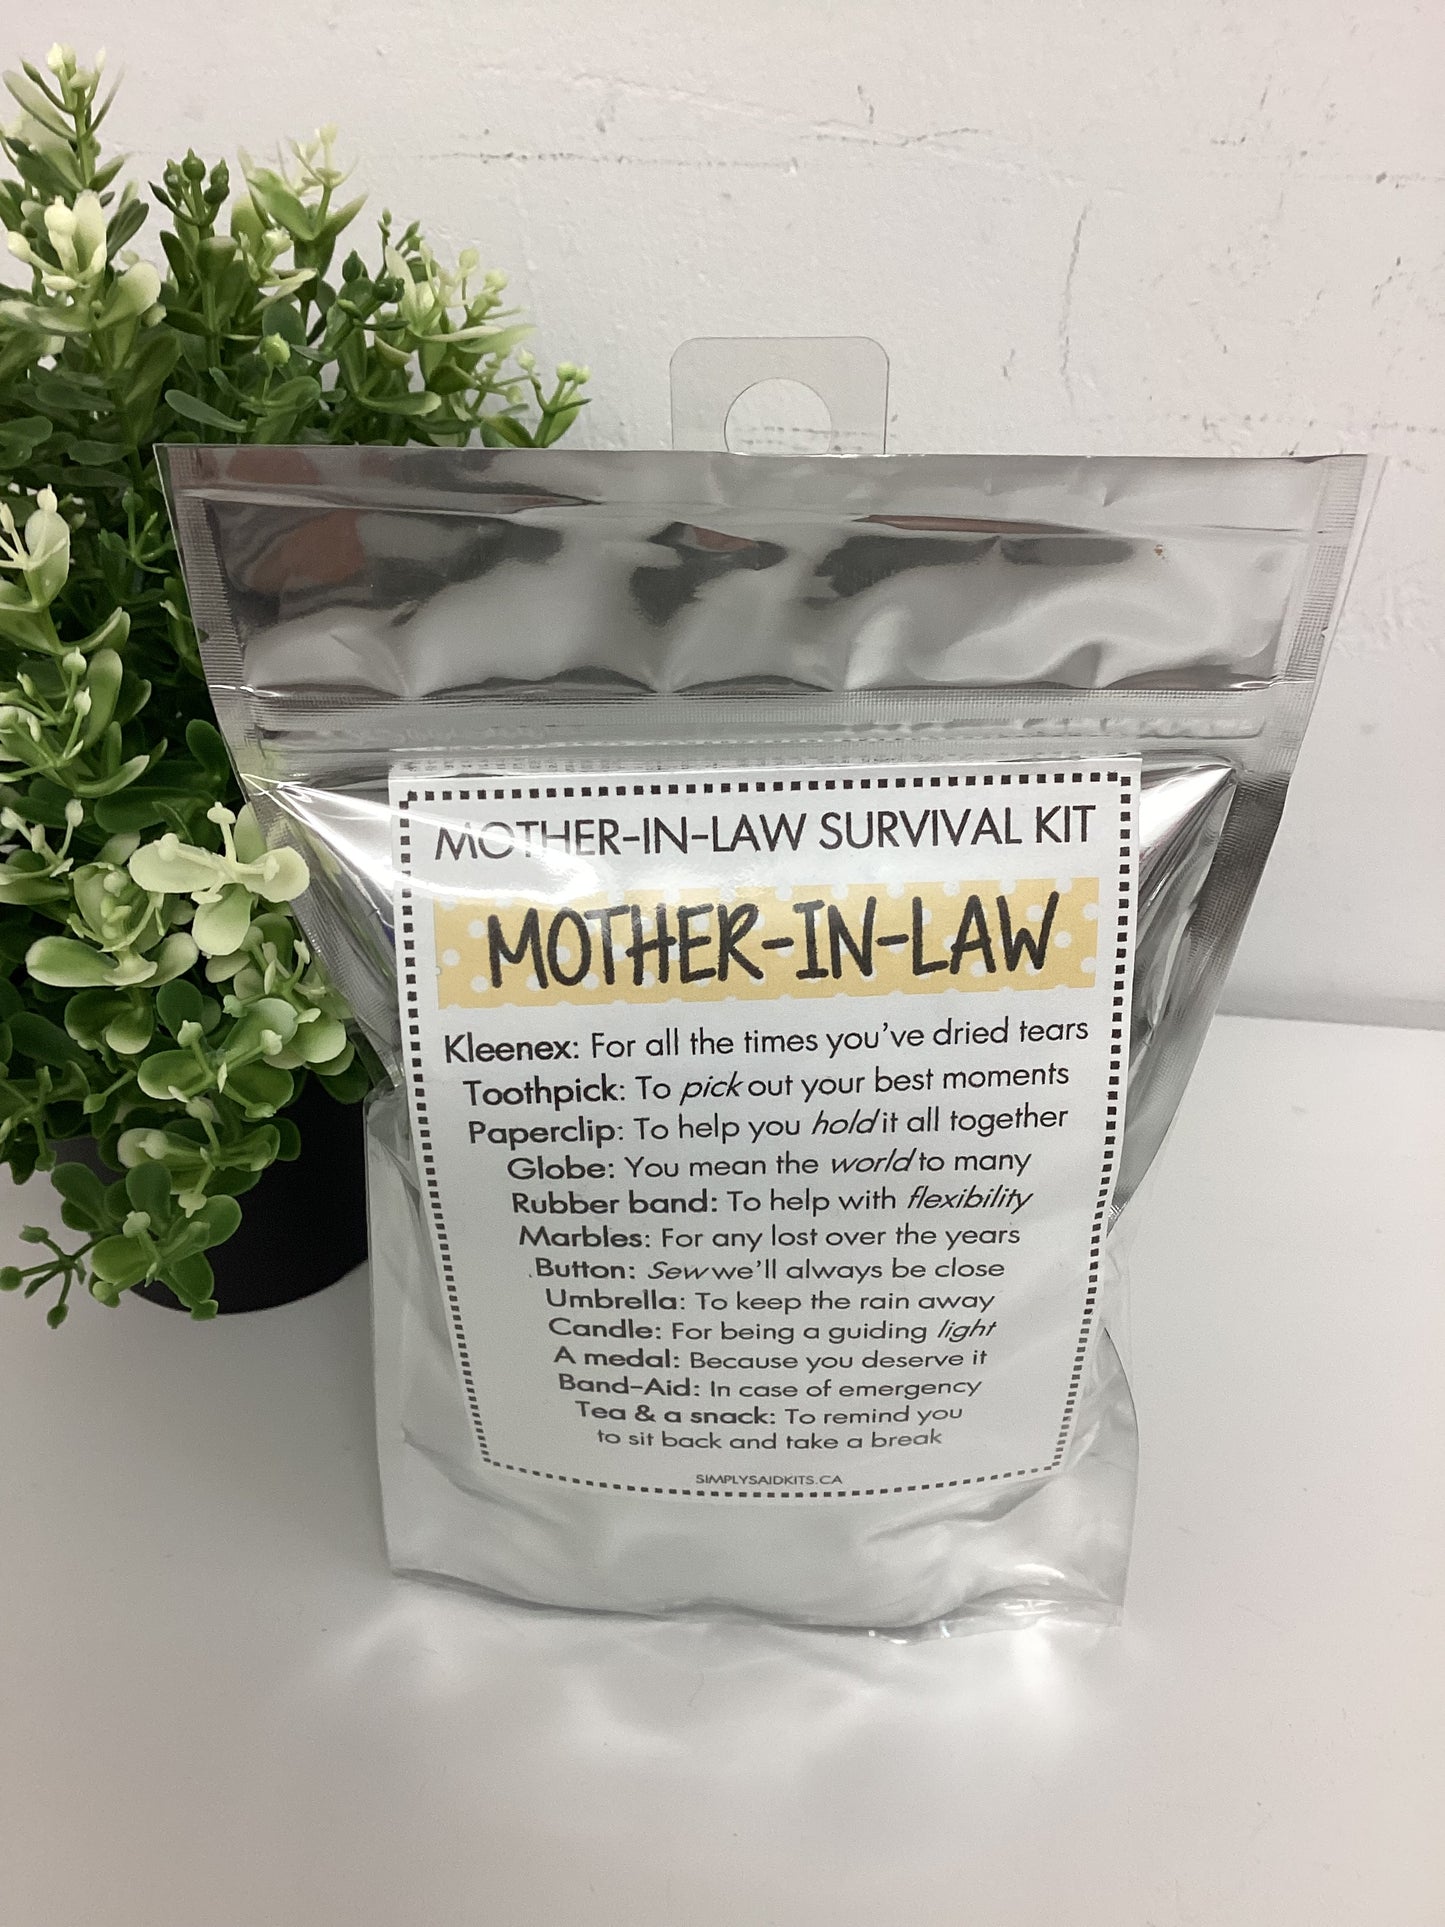 MOTHER-IN-LAW SURVIVAL KIT
MOTHER-IN-LAW
Kleenex: For all the times you've dried tears
Toothpick: To pick out your best moments
Paperclip: To help you hold it all together
Globe: You mean the world to many
Rubber band: To help with flexibility
Marbles: For any lost over the years
Button: Sew we'll always be close
Umbrella: To keep the rain away
Candle: For being a guiding light
A medal: Because you deserve it
Band-Aid: In case of emergency
Tea & a snack: To remind you
to sit back and take a break
SIMPLYSAIDKITS.CA